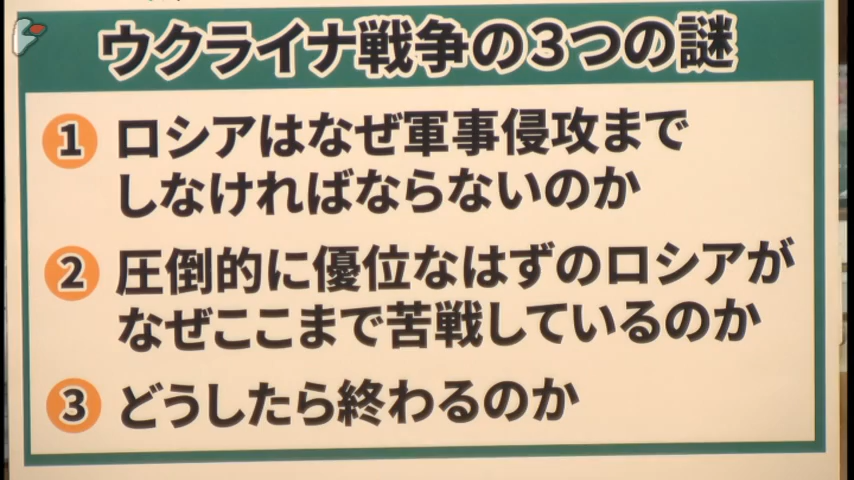 ウクライナ戦争の3つの謎
1 ロシアはなぜ軍事侵攻まで
しなければならないのか
2 圧倒的に優位なはずのロシアが
なぜここまで苦戦しているのか
3 どうしたら終わるのか